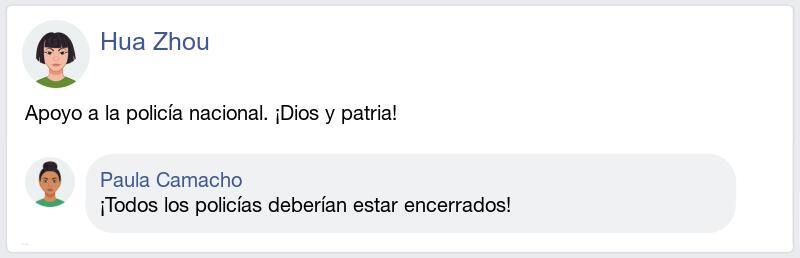 Hua Zhou
Apoyo a la policía nacional. ¡Dios y patria!
Paula Camacho
¡Todos los policías deberían estar encerrados!